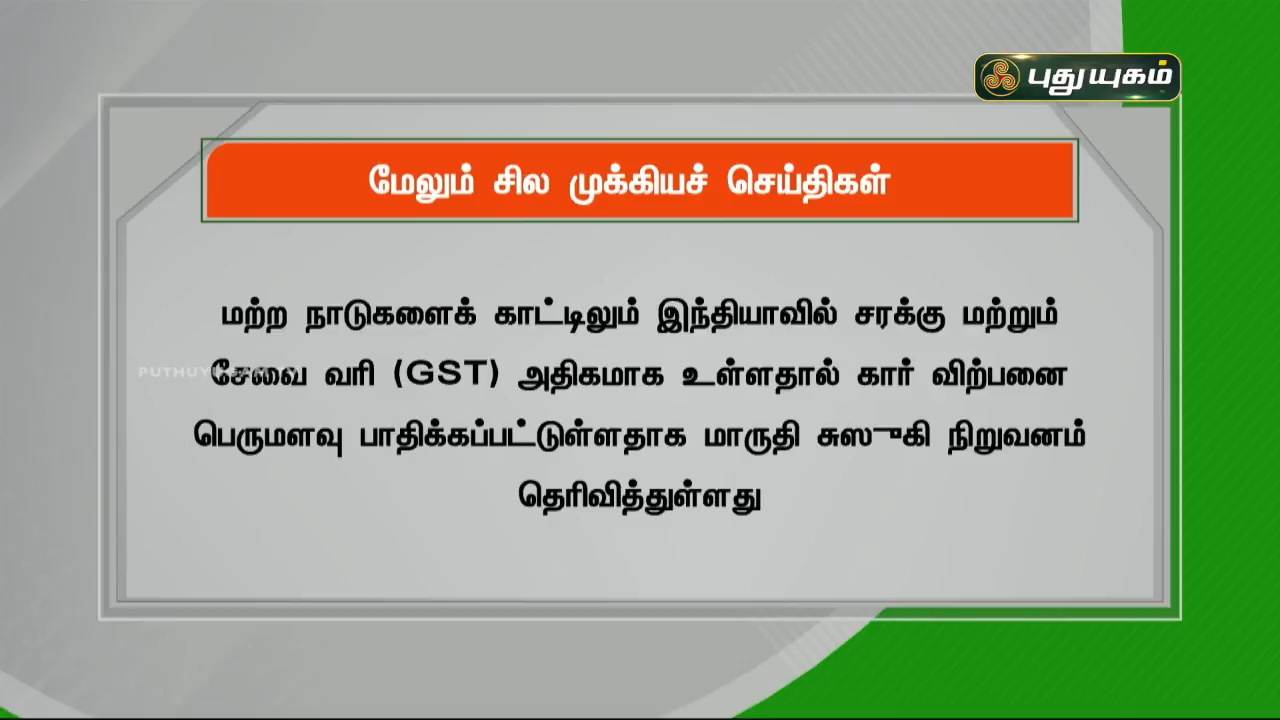 புதுயுகம்
மேலும் சில முக்கியச் செய்திகள்
மற்ற நாடுகளைக் காட்டிலும் இந்தியாவில் சரக்கு மற்றும்
சேவை வரி (GST) அதிகமாக உள்ளதால் கார் விற்பனை
பெருமளவு பாதிக்கப்பட்டுள்ளதாக மாருதி சுஸுகி நிறுவனம்
தெரிவித்துள்ளது